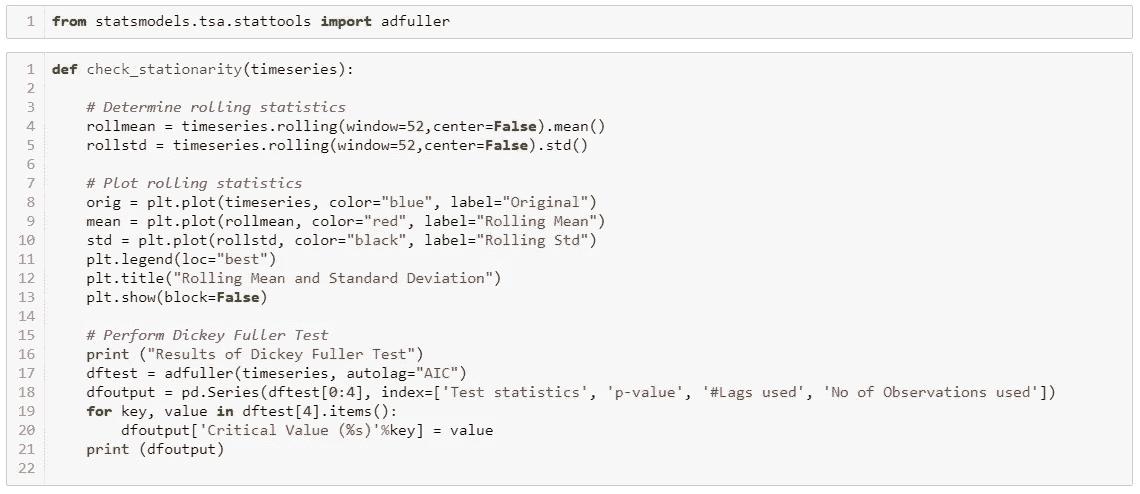 1 from statsmodels.tsa.stattools import adfuller
1 def check_stationarity(timeseries):
2
3     # Determine rolling statistics
4     rollmean = timeseries.rolling(window=52,center=False).mean()
5     rollstd = timeseries.rolling(window=52,center=False).std()
6
7     # Plot rolling statistics
8     orig = plt.plot(timeseries, color="blue", label="Original")
9     mean = plt.plot(rollmean, color="red", label="Rolling Mean")
10     std = plt.plot(rollstd, color="black", label="Rolling Std")
11     plt.legend(loc="best")
12     plt.title("Rolling Mean and Standard Deviation")
13     plt.show(block=False)
14
15     # Perform Dickey Fuller Test
16     print ("Results of Dickey Fuller Test")
17     dftest = adfuller(timeseries, autolag="AIC")
18     dfoutput = pd.Series(dftest[0:4], index=['Test statistics', 'p-value', '#Lags used', 'No of Observations used'])
19     for key, value in dftest[4].items():
20         dfoutput['Critical Value (%s)'%key] = value
21     print (dfoutput)
22